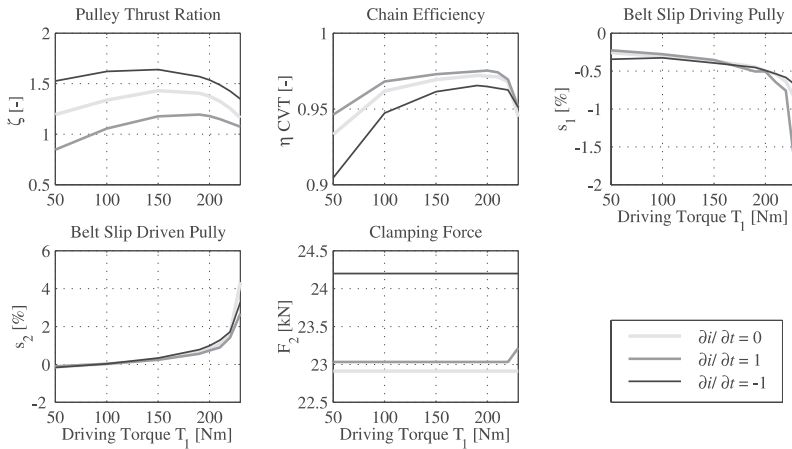 Pulley Thrust Ration
2
1.5
1
0.5
ζ [-]
50 100 150 200
Chain Efficiency
1
0.95
0.9
η CVT [-]
50 100 150 200
Belt Slip Driving Pully
0
-0.5
-1
-1.5
-2
s1 [%]
50 100 150 200
Driving Torque T1 [Nm]
Belt Slip Driven Pully
6
4
2
0
-2
s2 [%]
50 100 150 200
Driving Torque T1 [Nm]
Clamping Force
24.5
24
23.5
23
22.5
F2 [kN]
50 100 150 200
Driving Torque T1 [Nm]
∂i/ ∂t = 0
∂i/ ∂t = 1
∂i/ ∂t = -1